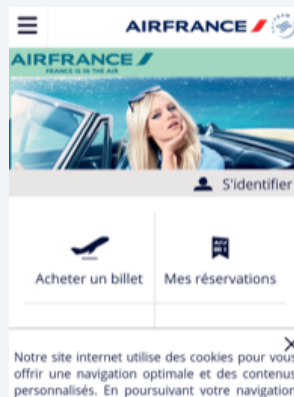 AIRFRANCE
AIRFRANCE
FRANCE IS IN THE AIR
S'identifier
Acheter un billet
Mes réservations
Notre site internet utilise des cookies pour vous
offrir une navigation optimale et des contenus
personnalisés. En poursuivant votre navigation